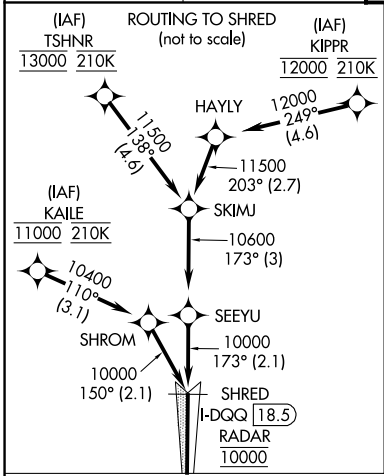 ROUTING TO SHRED
(not to scale)
(IAF)
TSHNR
13000 210K
(IAF)
KIPPR
12000 210K
HAYLY
12000
249°
(4.6)
11500
138°
(4.6)
11500
203° (2.7)
SKIMJ
(IAF)
KAILE
11000 210K
10600
173° (3)
10400
110°
(3.1)
SEEYU
SHROM
10000
173° (2.1)
10000
150° (2.1)
SHRED
I-DQQ 18.5
RADAR
10000